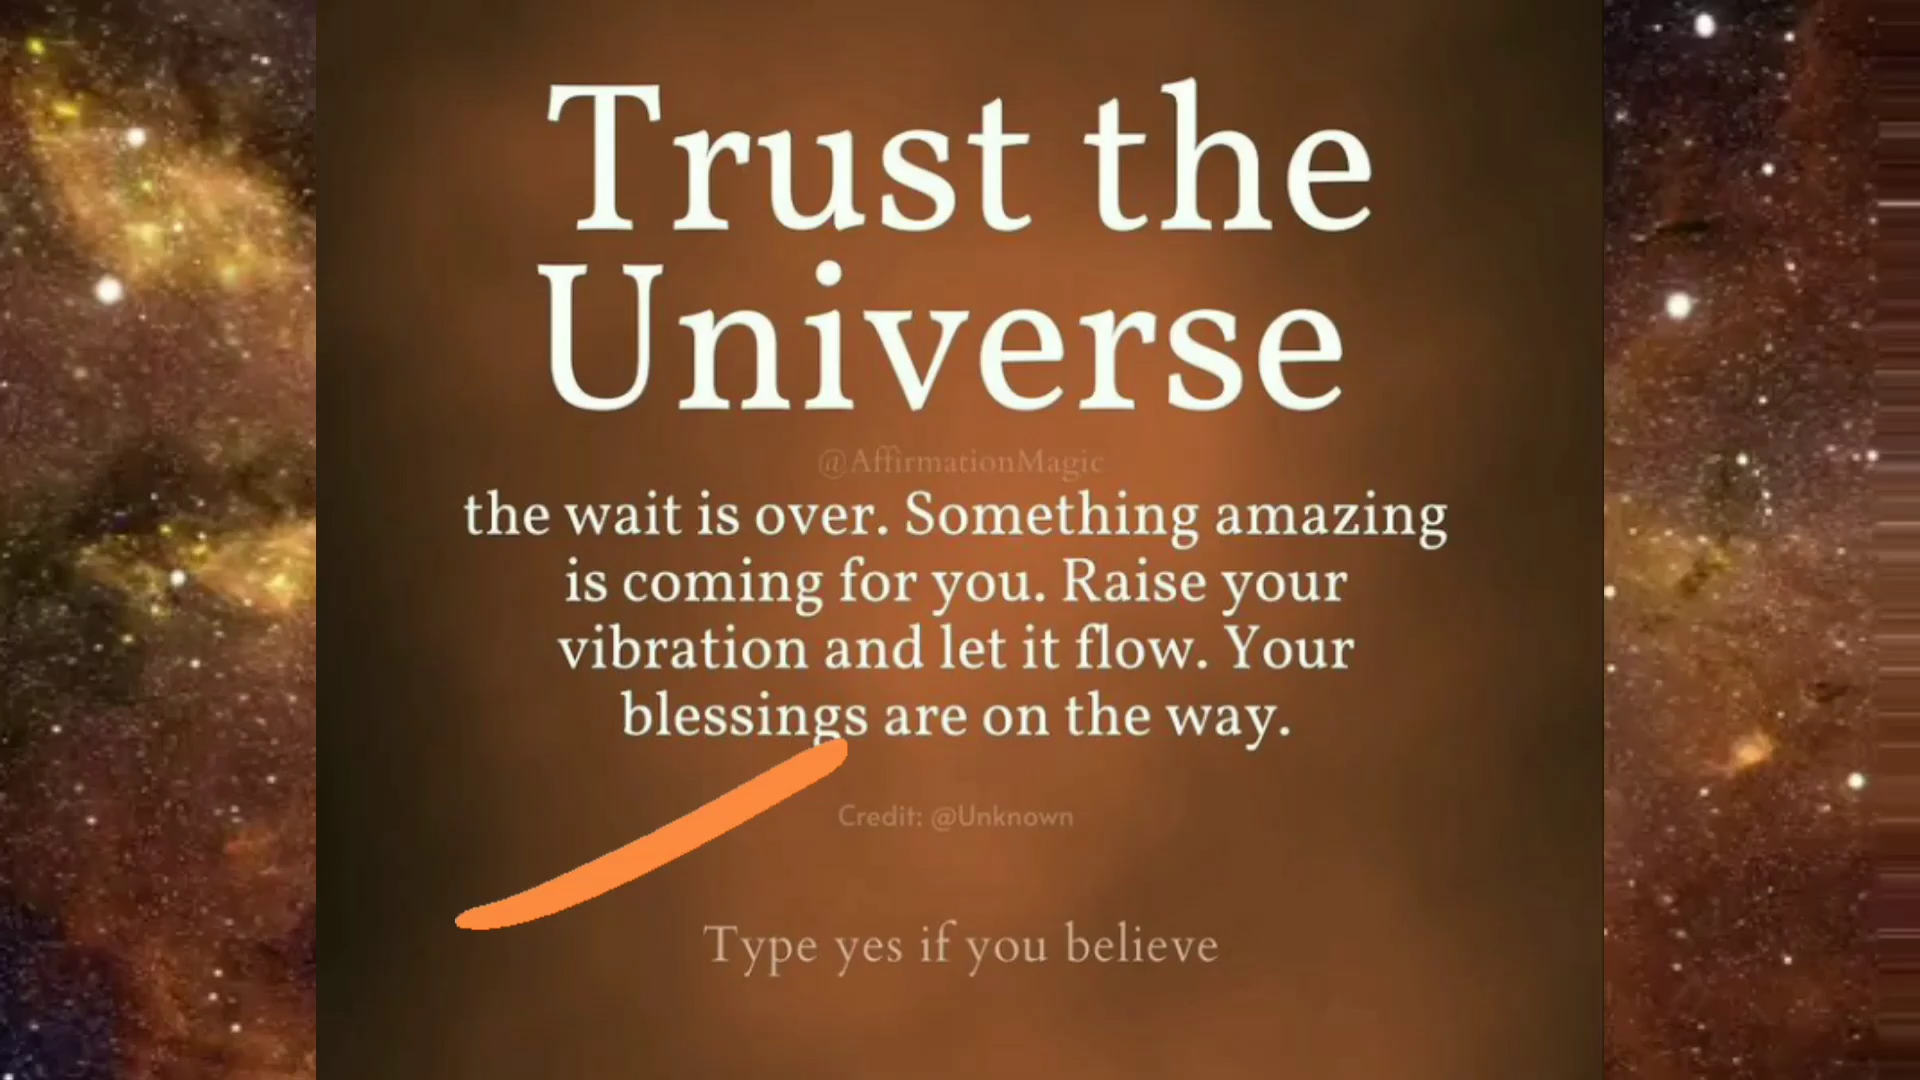 Trust the
Universe
@AffirmationMagic
the wait is over. Something amazing
is coming for you. Raise your
vibration and let it flow. Your
blessings are on the way.
Credit: @Unknown
Type yes if you believe